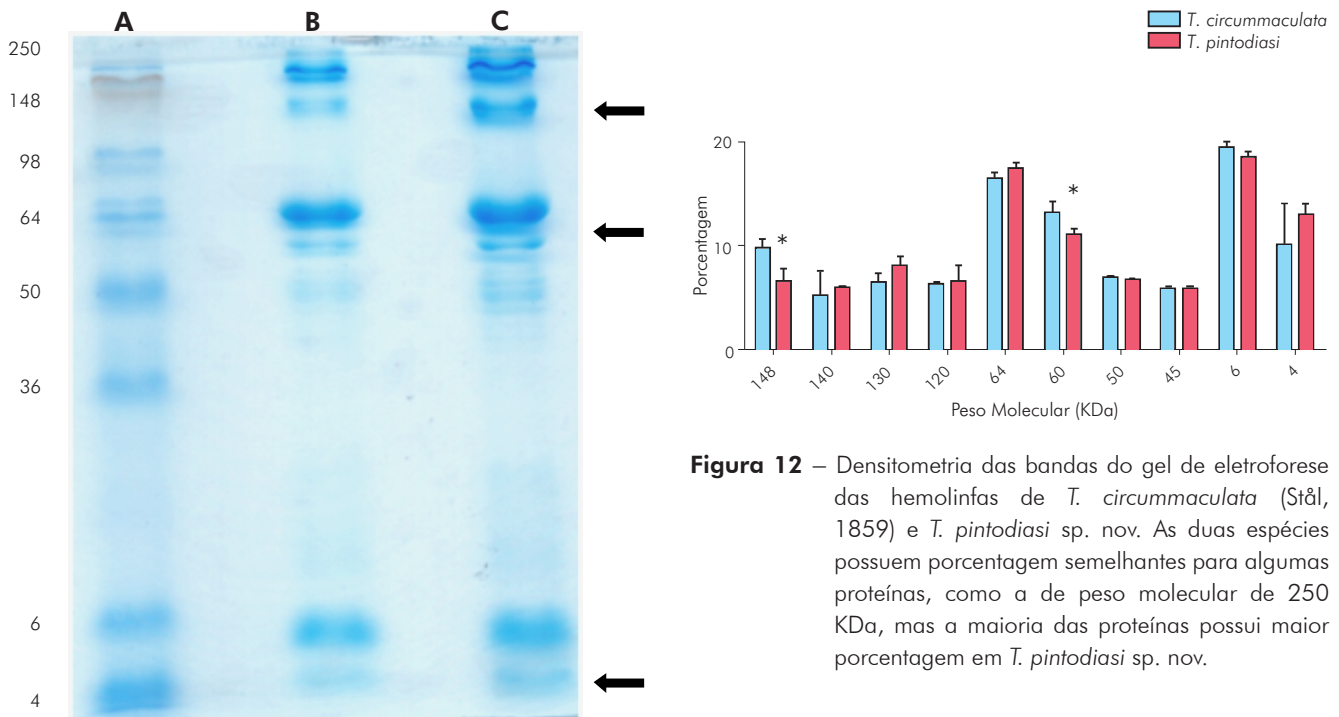 A B C
250
148
98
64
50
36
6
4
T. circummaculata
T. pintodiasi
Porcentagem
20
10
0
* *
148 140 130 120 64 60 50 45 6 4
Peso Molecular (KDa)
Figura 12 – Densitometria das bandas do gel de eletroforese
das hemolinfas de T. circummaculata (Stål,
1859) e T. pintodiasi sp. nov. As duas espécies
possuem porcentagem semelhantes para algumas
proteínas, como a de peso molecular de 250
KDa, mas a maioria das proteínas possui maior
porcentagem em T. pintodiasi sp. nov.